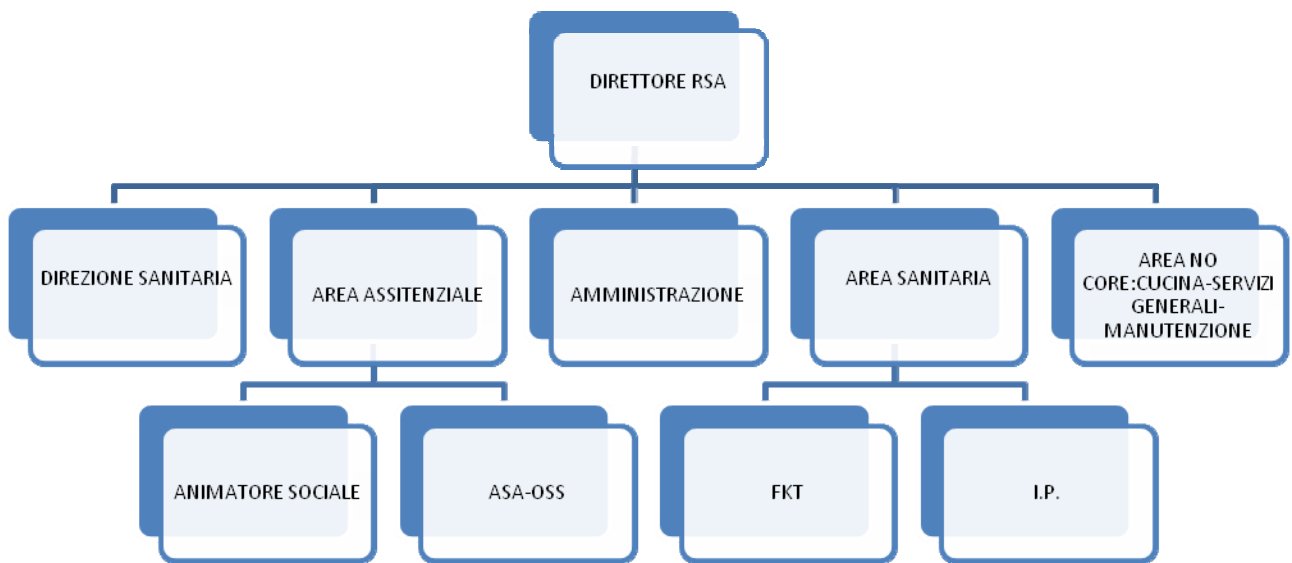 DIRETTORE RSA
DIREZIONE SANITARIA
AREA ASSITENZIALE
AMMINISTRAZIONE
AREA SANITARIA
AREA NO
CORE:CUCINA-SERVIZI
GENERALI-
MANUTENZIONE
ANIMATORE SOCIALE
ASA-OSS
FKT
I.P.